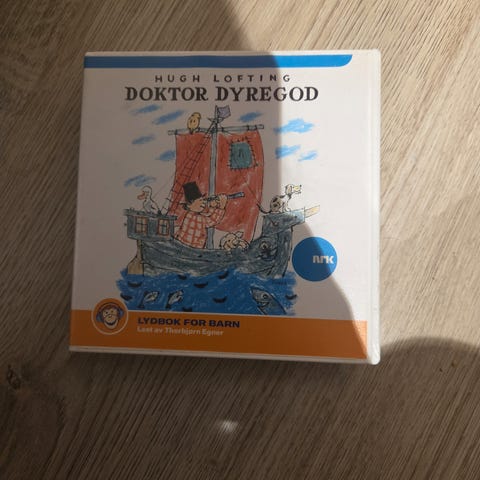 HUGH LOFTING
DOKTOR DYREGOD
NRK
LYDBOK FOR BARN
Lest av Thorbjørn Egner